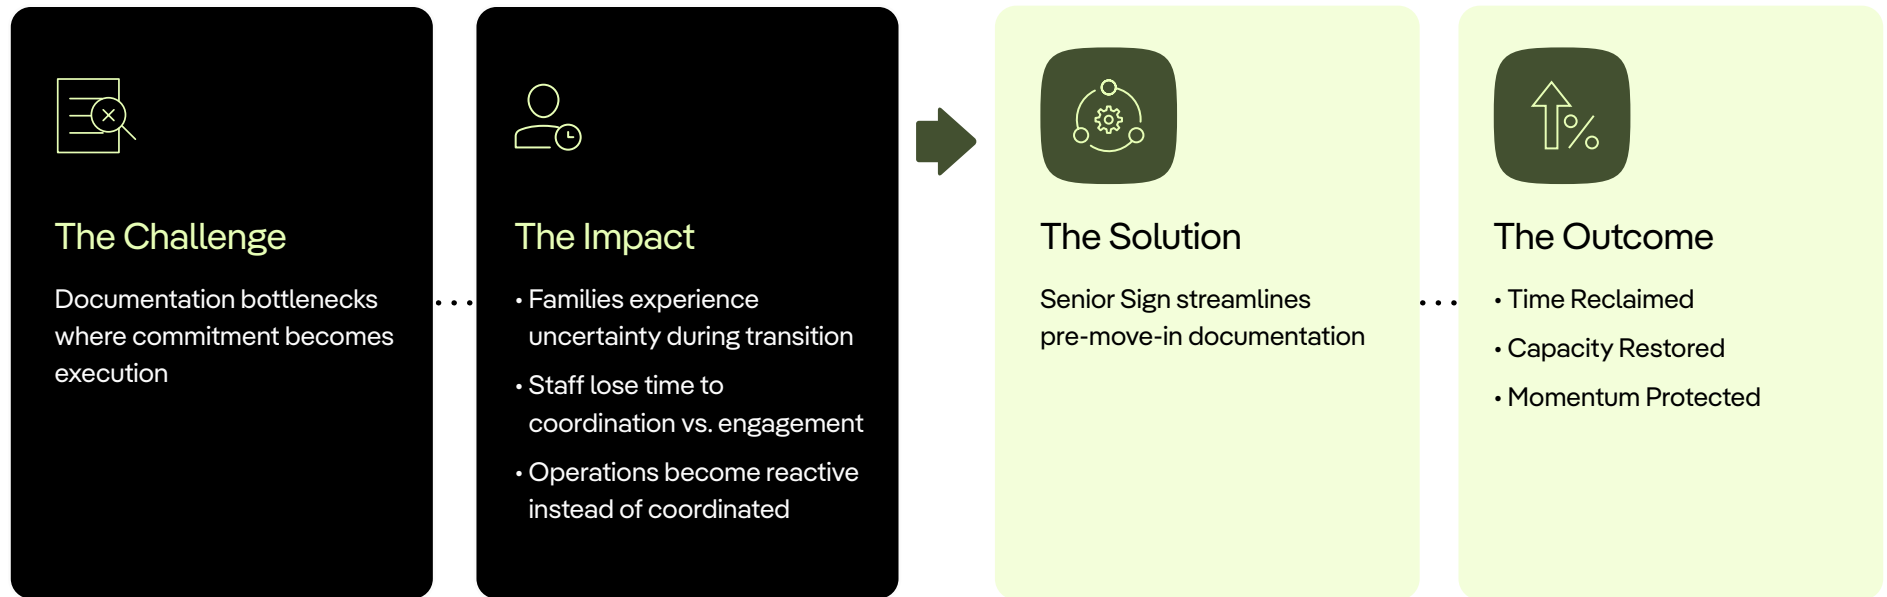 The Challenge
Documentation bottlenecks
where commitment becomes
execution
The Impact
• Families experience
uncertainty during transition
• Staff lose time to
coordination vs. engagement
• Operations become reactive
instead of coordinated
The Solution
Senior Sign streamlines
pre-move-in documentation
The Outcome
• Time Reclaimed
• Capacity Restored
• Momentum Protected